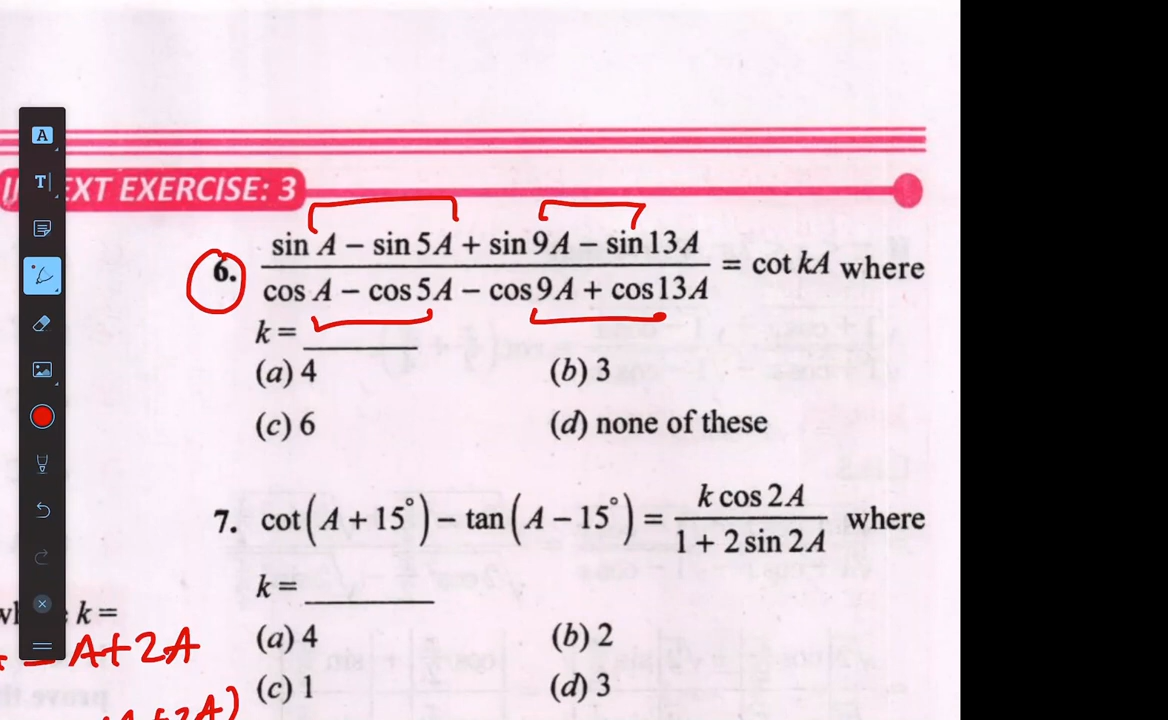 A
T|
EXT EXERCISE: 3
6. (sin A − sin 5A + sin 9A − sin 13A)/(cos A − cos 5A − cos 9A + cos 13A) = cot kA where
k = ________
(a) 4 (b) 3
(c) 6 (d) none of these
7. cot(A + 15°) − tan(A − 15°) = (k cos 2A)/(1 + 2 sin 2A) where
k = ________
k =
(a) 4 (b) 2
A+2A
(c) 1 (d) 3